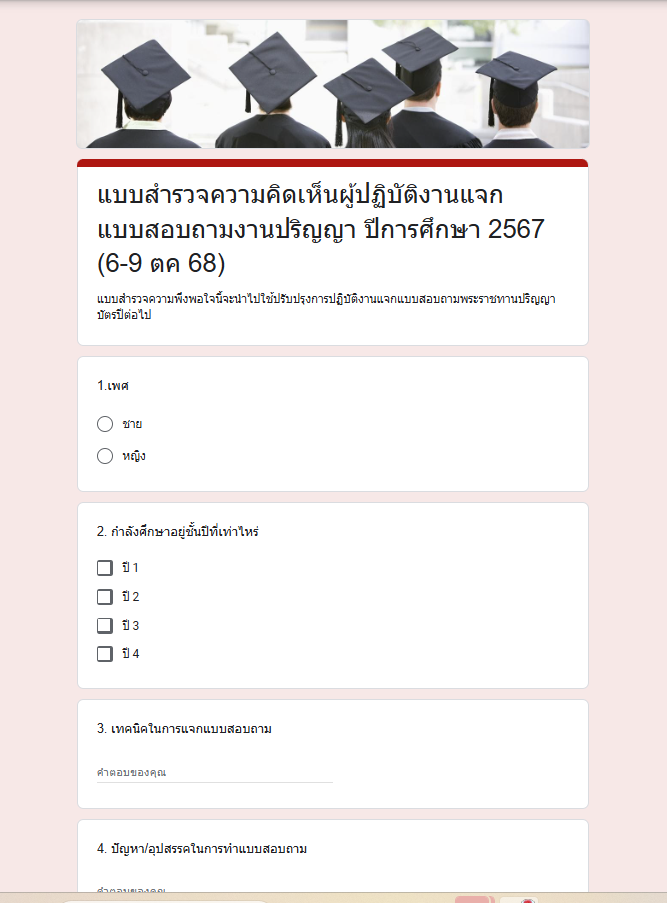 แบบสำรวจความคิดเห็นผู้ปฏิบัติงานแจก
แบบสอบถามงานปริญญา ปีการศึกษา 2567
(6-9 ตค 68)
แบบสำรวจความพึงพอใจนี้จะนำไปใช้ปรับปรุงการปฏิบัติงานแจกแบบสอบถามพระราชทานปริญญา
บัตรปีต่อไป
1.เพศ
ชาย
หญิง
2. กำลังศึกษาอยู่ชั้นปีที่เท่าไหร่
ปี 1
ปี 2
ปี 3
ปี 4
3. เทคนิคในการแจกแบบสอบถาม
คำตอบของคุณ
4. ปัญหา/อุปสรรคในการทำแบบสอบถาม
คำตอบของคุณ